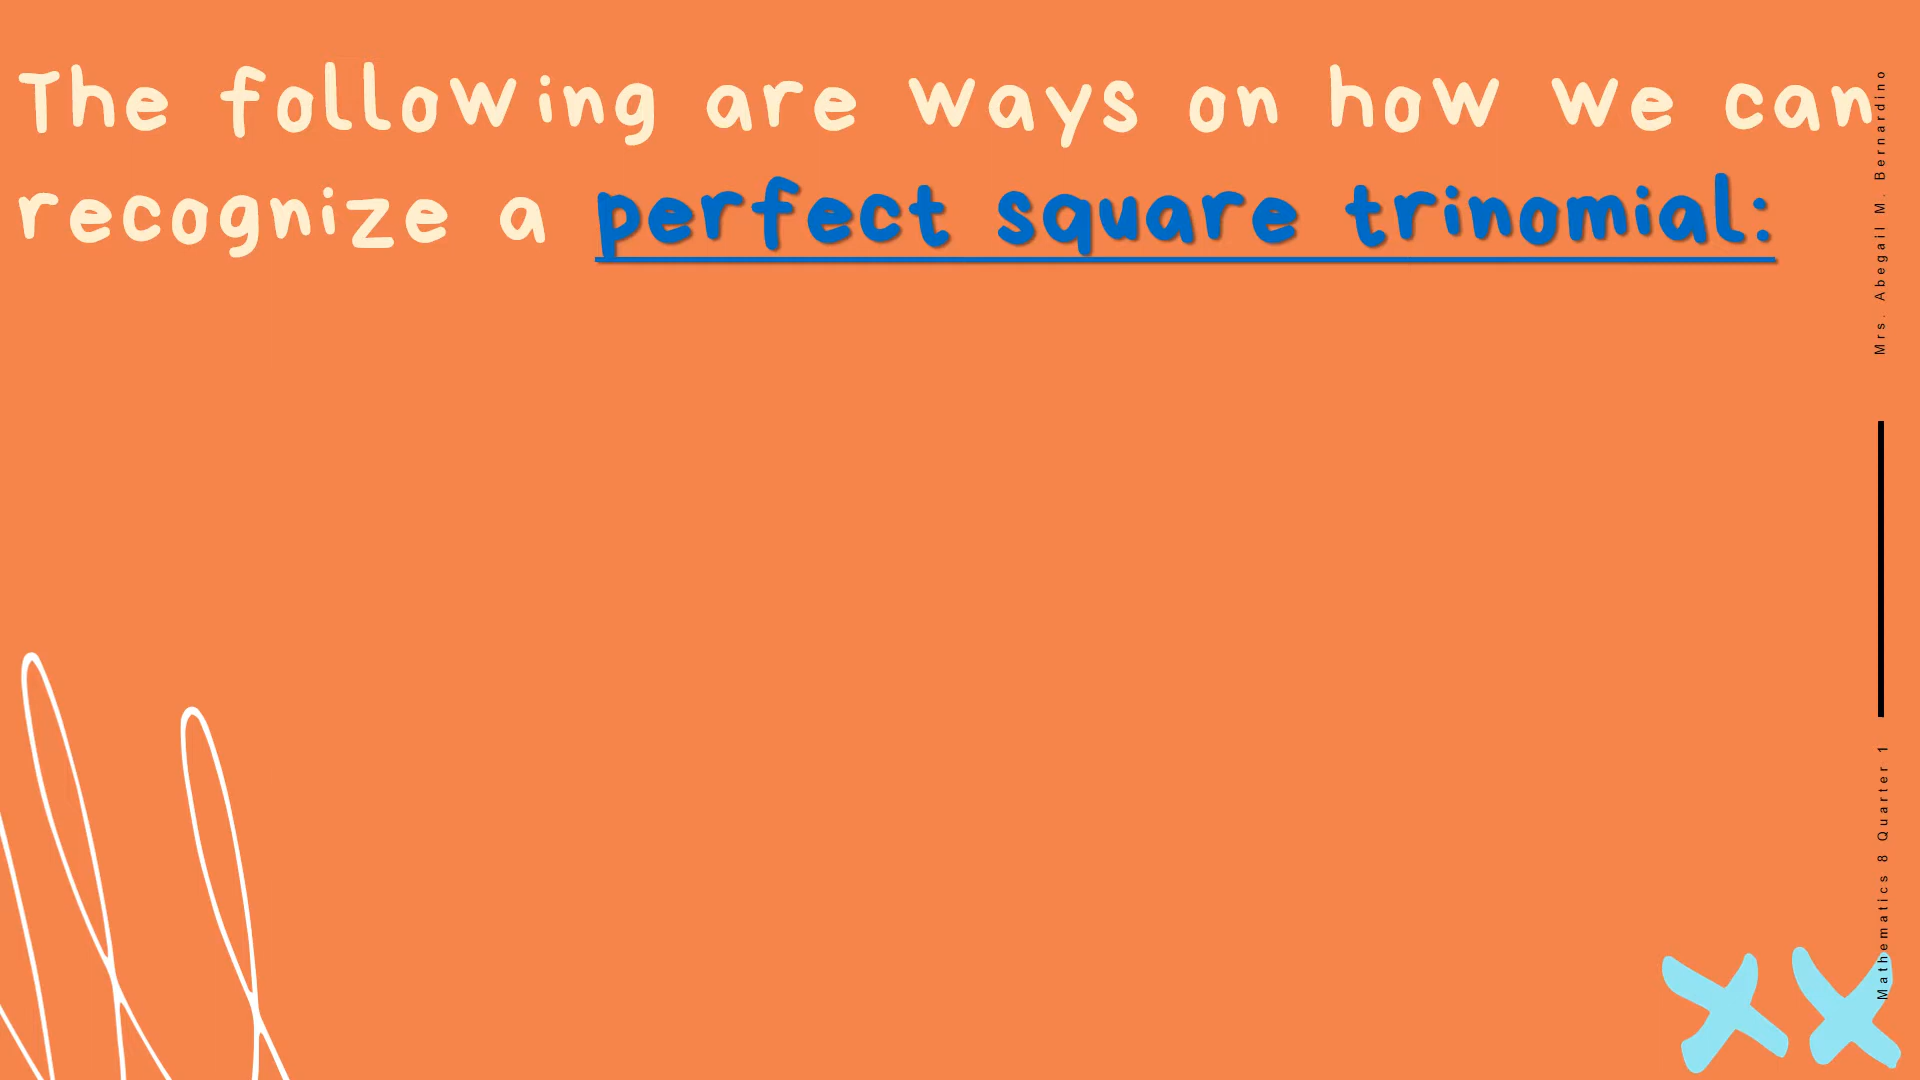 The following are ways on how we can
recognize a perfect square trinomial:
Mrs. Abegail M. Bernardino
Mathematics 8 Quarter 1